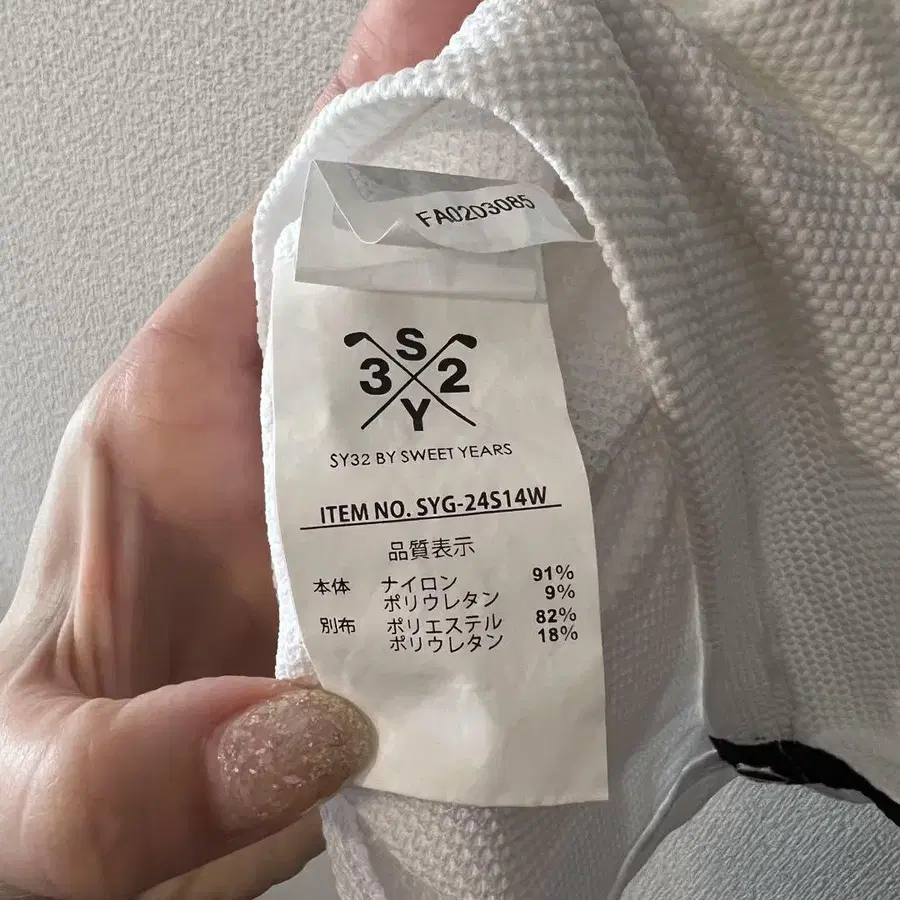 FA02D3085
S
3 2
Y
SY32 BY SWEET YEARS
ITEM NO. SYG-24S14W
品質表示
本体 ナイロン 91%
ポリウレタン 9%
別布 ポリエステル 82%
ポリウレタン 18%